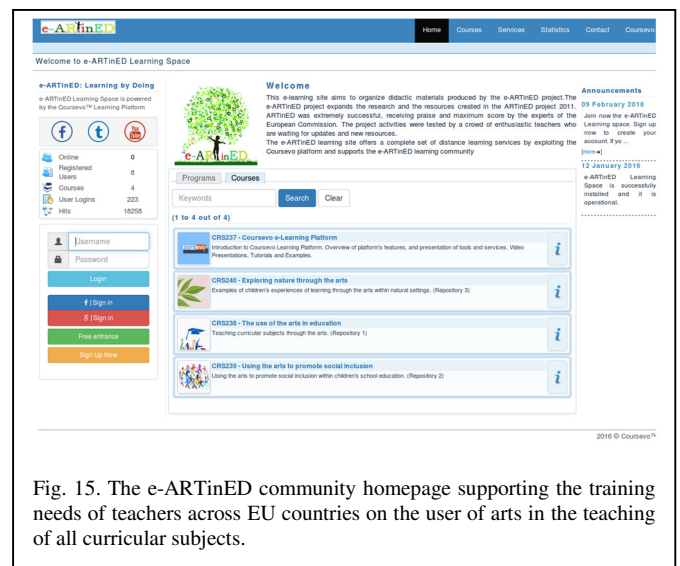 e-ARTinED
Home Courses Services Statistics Contact Coursevo
Welcome to e-ARTinED Learning Space
e-ARTinED: Learning by Doing
e-ARTinED Learning Space is powered
by the Coursevo™ Learning Platform
f t You Tube
Online 0
Registered
Users 8
Courses 4
User Logins 223
Hits 18258
Username
Password
Login
f | Sign in
8 | Sign in
Free entrance
Sign Up Now
e-ARTinED
Welcome
This e-learning site aims to organize didactic materials produced by the e-ARTinED project.The
e-ARTinED project expands the research and the resources created in the ARTinED project 2011.
ARTinED was extremely successful, receiving praise and maximum score by the experts of the
European Commission. The project activities were tested by a crowd of enthusiastic teachers who
are waiting for updates and new resources.
The e-ARTinED learning site offers a complete set of distance learning services by exploiting the
Coursevo platform and supports the e-ARTinED learning community
Programs Courses
Keywords Search Clear
(1 to 4 out of 4)
CRS237 - Coursevo e-Learning Platform
Introduction to Coursevo Learning Platform. Overview of platform's features, and presentation of tools and services. Video
Presentations, Tutorials and Examples.
i
CRS240 - Exploring nature through the arts
Examples of children's experiences of learning through the arts within natural settings. (Repository 3)
i
CRS238 - The use of the arts in education
Teaching curricular subjects through the arts. (Repository 1)
i
CRS239 - Using the arts to promote social inclusion
Using the arts to promote social inclusion within children's school education. (Repository 2)
i
Announcements
09 February 2016
Join now the e-ARTinED
Learning space. Sign up
now to create your
account. If yo ...
[more➔]
12 January 2016
e-ARTinED Learning
Space is successfully
installed and it is
operational.
2016 © Coursevo™
Fig. 15. The e-ARTinED community homepage supporting the training
needs of teachers across EU countries on the user of arts in the teaching
of all curricular subjects.